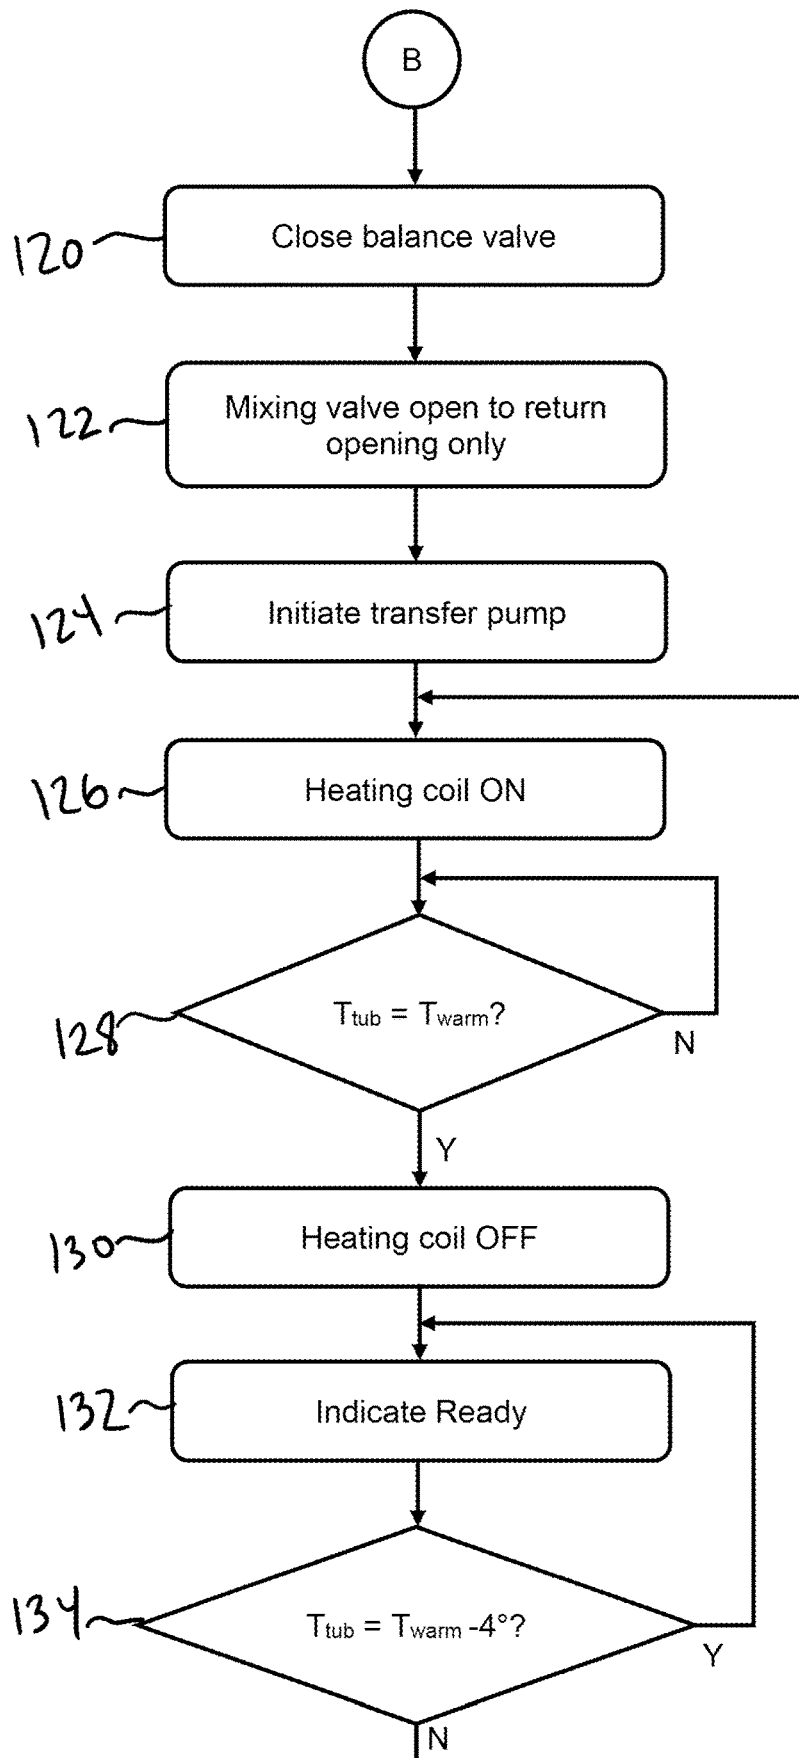 B
120
Close balance valve
122
Mixing valve open to return
opening only
124
Initiate transfer pump
126
Heating coil ON
128
Ttub = Twarm?
N
Y
130
Heating coil OFF
132
Indicate Ready
134
Ttub = Twarm -4°?
Y
N